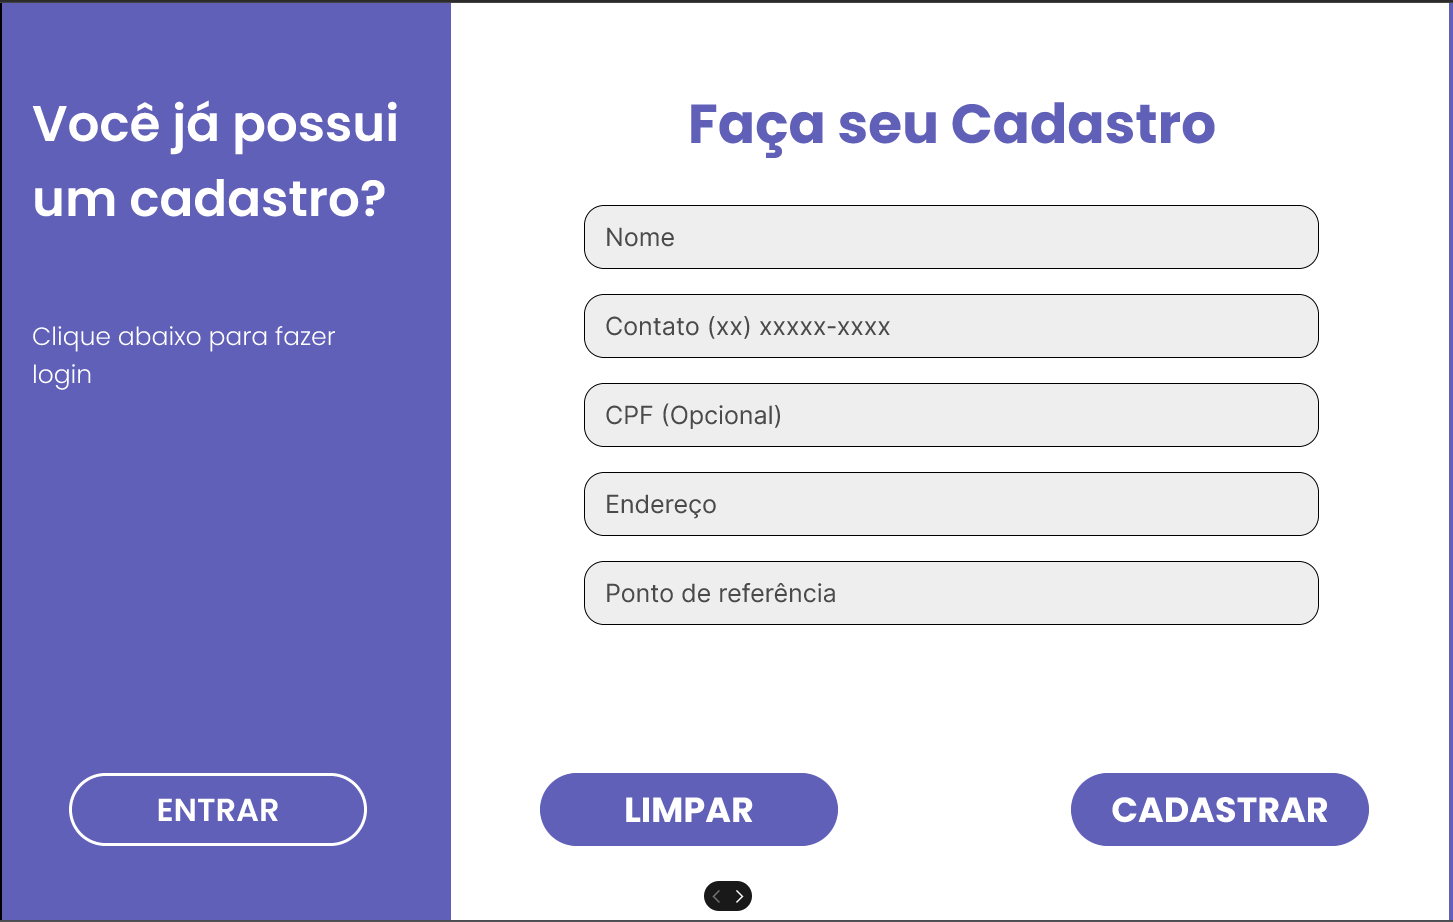 Você já possui
um cadastro?
Clique abaixo para fazer
login
ENTRAR
Faça seu Cadastro
Nome
Contato (xx) xxxxx-xxxx
CPF (Opcional)
Endereço
Ponto de referência
LIMPAR
CADASTRAR